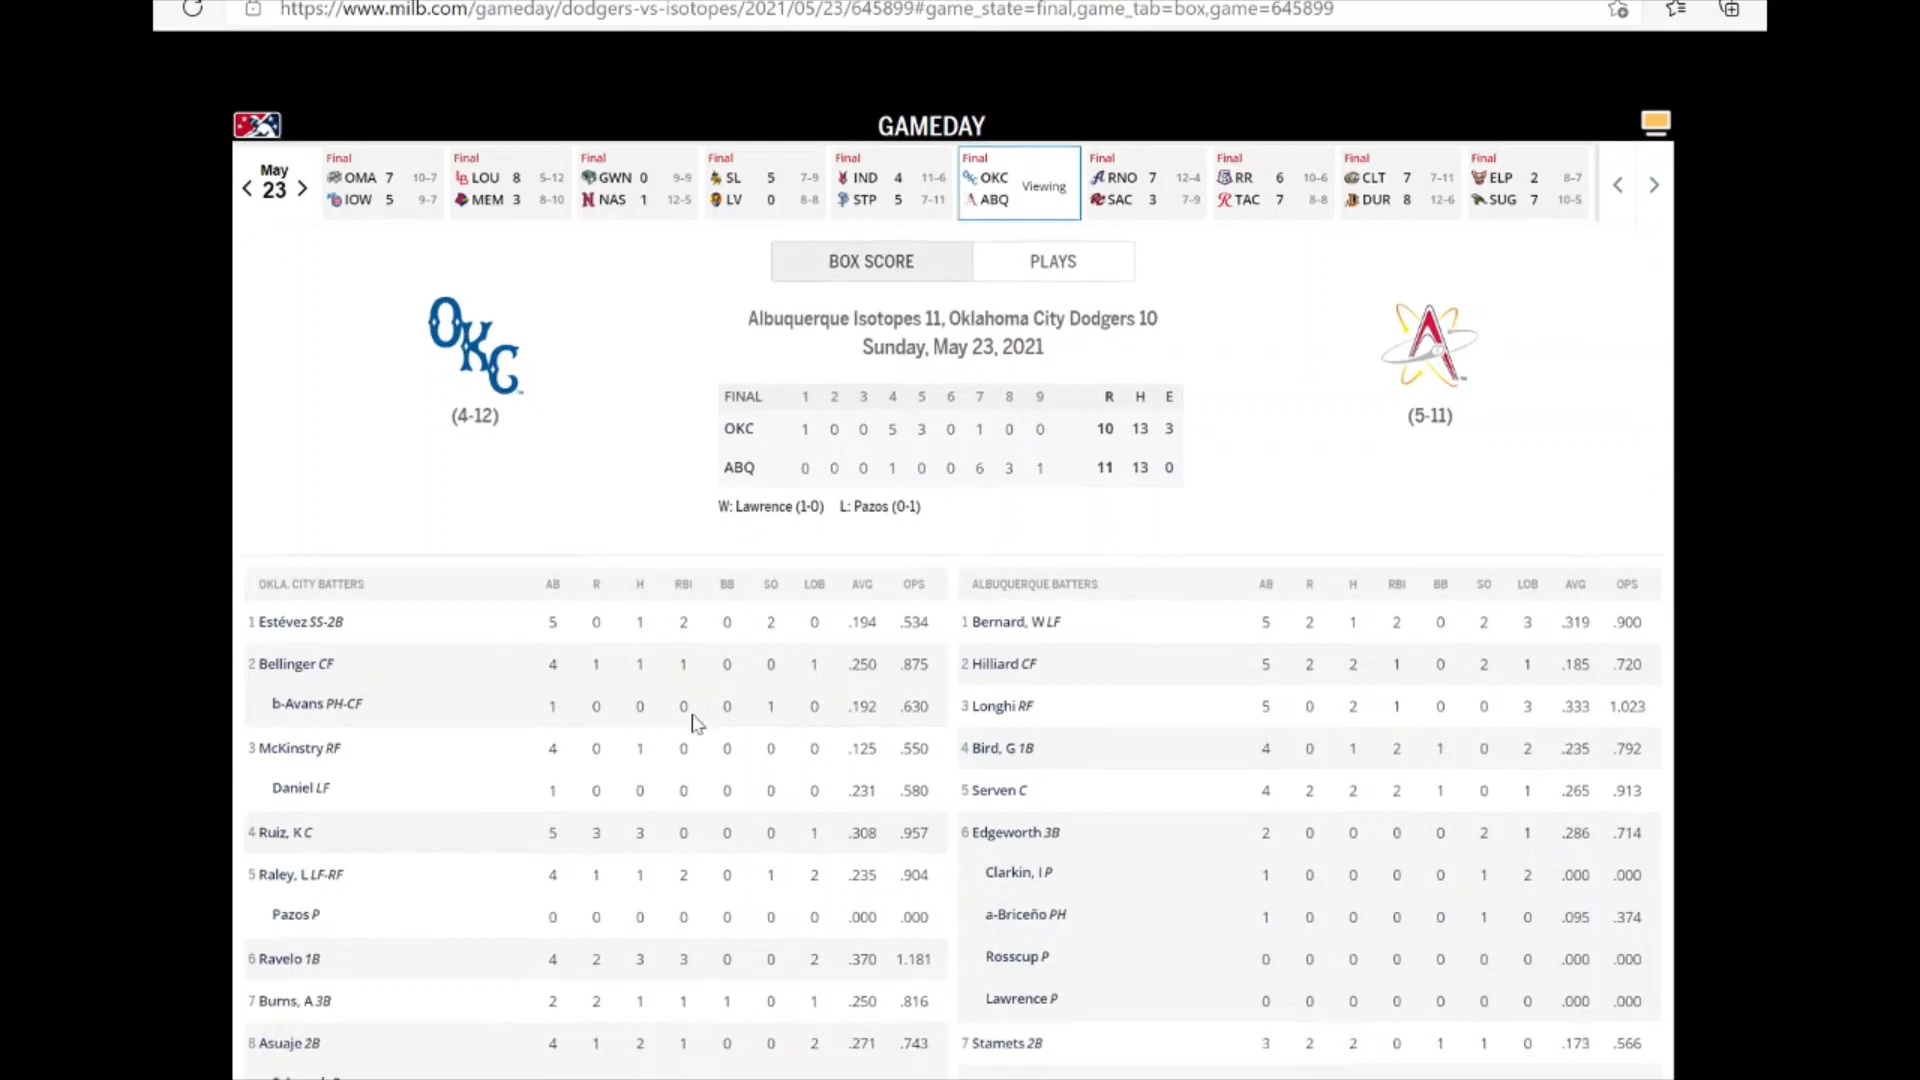 https://www.milb.com/gameday/dodgers-vs-isotopes/2021/05/23/645899#game_state=final,game_tab=box,game=645899
GAMEDAY
May
23
Final
OMA 7 10-7
IOW 5 9-7
Final
LOU 8 5-12
MEM 3 8-10
Final
GWN 0 9-9
NAS 1 12-5
Final
SL 5 7-9
LV 0 8-8
Final
IND 4 11-6
STP 5 7-11
Final
OKC
ABQ
Viewing
Final
RNO 7 12-4
SAC 3 7-9
Final
RR 6 10-6
TAC 7 8-8
Final
CLT 7 7-11
DUR 8 12-6
Final
ELP 2 8-7
SUG 7 10-5
BOX SCORE PLAYS
OKC
(4-12)
Albuquerque Isotopes 11, Oklahoma City Dodgers 10
Sunday, May 23, 2021
A
(5-11)
FINAL 1 2 3 4 5 6 7 8 9 R H E
OKC 1 0 0 5 3 0 1 0 0 10 13 3
ABQ 0 0 0 1 0 0 6 3 1 11 13 0
W: Lawrence (1-0) L: Pazos (0-1)
OKLA. CITY BATTERS AB R H RBI BB SO LOB AVG OPS
1 Estévez SS-2B 5 0 1 2 0 2 0 .194 .534
2 Bellinger CF 4 1 1 1 0 0 1 .250 .875
b-Avans PH-CF 1 0 0 0 0 1 0 .192 .630
3 McKinstry RF 4 0 1 0 0 0 0 .125 .550
Daniel LF 1 0 0 0 0 0 0 .231 .580
4 Ruiz, K C 5 3 3 0 0 0 1 .308 .957
5 Raley, L LF-RF 4 1 1 2 0 1 2 .235 .904
Pazos P 0 0 0 0 0 0 0 .000 .000
6 Ravelo 1B 4 2 3 3 0 0 2 .370 1.181
7 Burns, A 3B 2 2 1 1 1 0 1 .250 .816
8 Asuaje 2B 4 1 2 1 0 0 2 .271 .743
ALBUQUERQUE BATTERS AB R H RBI BB SO LOB AVG OPS
1 Bernard, W LF 5 2 1 2 0 2 3 .319 .900
2 Hilliard CF 5 2 2 1 0 2 1 .185 .720
3 Longhi RF 5 0 2 1 0 0 3 .333 1.023
4 Bird, G 1B 4 0 1 2 1 0 2 .235 .792
5 Serven C 4 2 2 2 1 0 1 .265 .913
6 Edgeworth 3B 2 0 0 0 0 2 1 .286 .714
Clarkin, I P 1 0 0 0 0 1 2 .000 .000
a-Briceño PH 1 0 0 0 0 1 0 .095 .374
Rosscup P 0 0 0 0 0 0 0 .000 .000
Lawrence P 0 0 0 0 0 0 0 .000 .000
7 Stamets 2B 3 2 2 0 1 1 0 .173 .566